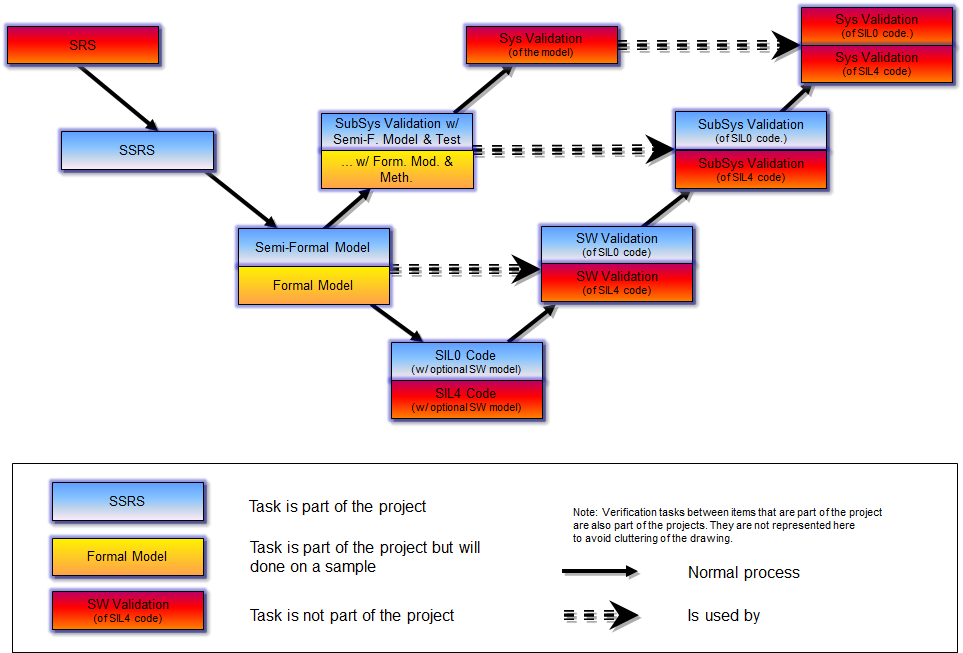 SRS
Sys Validation
(of the model)
Sys Validation
(of SIL0 code.)
Sys Validation
(of SIL4 code)
SSRS
SubSys Validation w/
Semi-F. Model & Test
... w/ Form. Mod. &
Meth.
SubSys Validation
(of SIL0 code.)
SubSys Validation
(of SIL4 code)
Semi-Formal Model
Formal Model
SW Validation
(of SIL0 code)
SW Validation
(of SIL4 code)
SIL0 Code
(w/ optional SW model)
SIL4 Code
(w/ optional SW model)
SSRS
Task is part of the project
Formal Model
Task is part of the project but will
done on a sample
SW Validation
(of SIL4 code)
Task is not part of the project
Note: Verification tasks between items that are part of the project
are also part of the projects. They are not represented here
to avoid cluttering of the drawing.
Normal process
Is used by